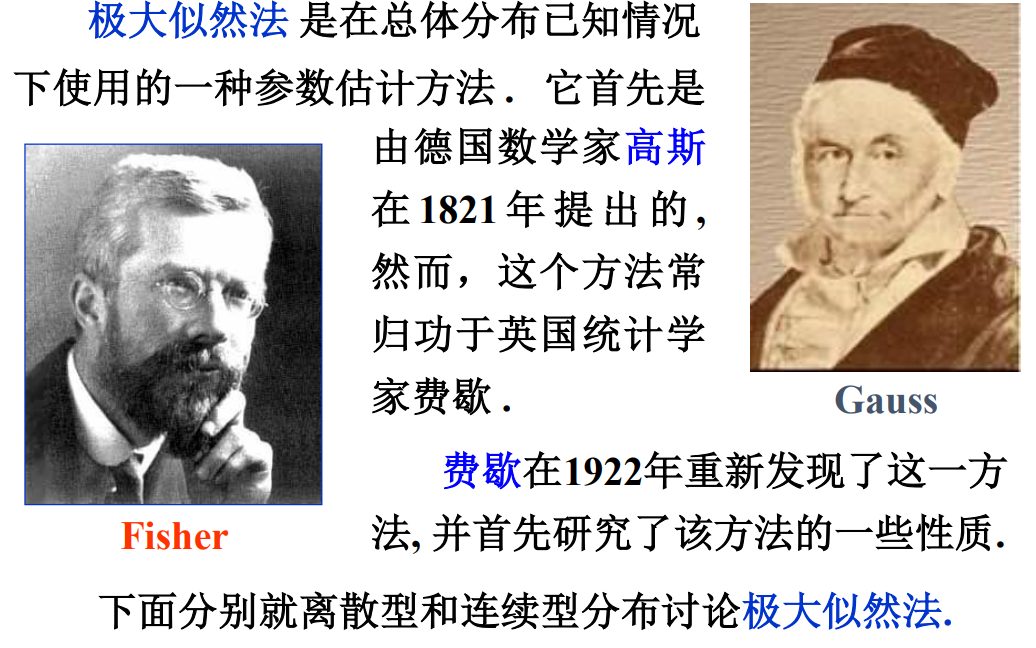 极大似然法 是在总体分布已知情况
下使用的一种参数估计方法 . 它首先是
由德国数学家高斯
在 1821 年 提 出 的 ,
然而，这个方法常
归功于英国统计学
家费歇 .
Gauss
费歇在1922年重新发现了这一方
法, 并首先研究了该方法的一些性质.
Fisher
下面分别就离散型和连续型分布讨论极大似然法.